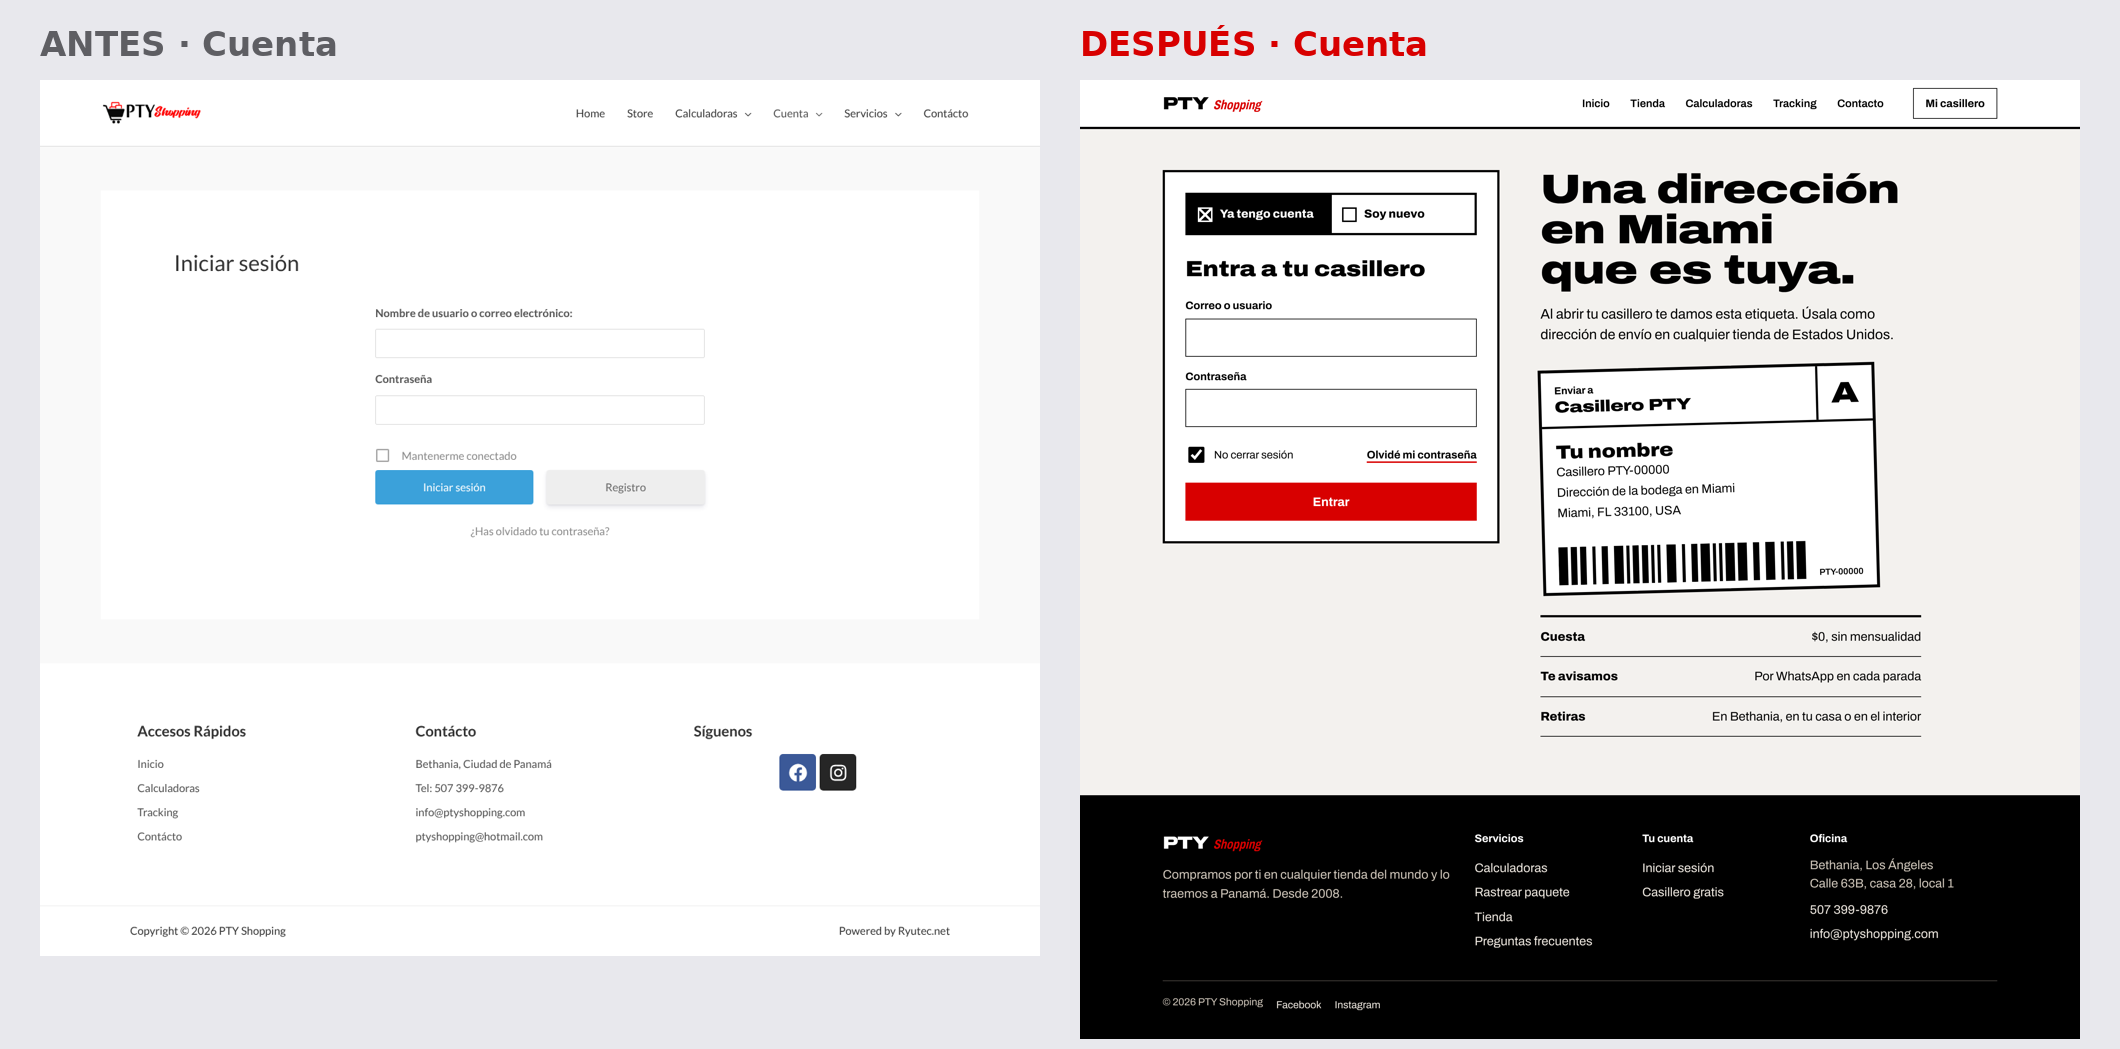 ANTES · Cuenta
PTY Shopping
Home Store Calculadoras Cuenta Servicios Contácto
Iniciar sesión
Nombre de usuario o correo electrónico:
Contraseña
Mantenerme conectado
Iniciar sesión Registro
¿Has olvidado tu contraseña?
Accesos Rápidos
Inicio
Calculadoras
Tracking
Contácto
Contácto
Bethania, Ciudad de Panamá
Tel: 507 399-9876
info@ptyshopping.com
ptyshopping@hotmail.com
Síguenos
Copyright © 2026 PTY Shopping
Powered by Ryutec.net
DESPUÉS · Cuenta
PTY Shopping
Inicio Tienda Calculadoras Tracking Contacto Mi casillero
Ya tengo cuenta Soy nuevo
Entra a tu casillero
Correo o usuario
Contraseña
No cerrar sesión Olvidé mi contraseña
Entrar
Una dirección
en Miami
que es tuya.
Al abrir tu casillero te damos esta etiqueta. Úsala como
dirección de envío en cualquier tienda de Estados Unidos.
Enviar a
Casillero PTY
A
Tu nombre
Casillero PTY-00000
Dirección de la bodega en Miami
Miami, FL 33100, USA
PTY-00000
Cuesta $0, sin mensualidad
Te avisamos Por WhatsApp en cada parada
Retiras En Bethania, en tu casa o en el interior
PTY Shopping
Compramos por ti en cualquier tienda del mundo y lo
traemos a Panamá. Desde 2008.
Servicios
Calculadoras
Rastrear paquete
Tienda
Preguntas frecuentes
Tu cuenta
Iniciar sesión
Casillero gratis
Oficina
Bethania, Los Ángeles
Calle 63B, casa 28, local 1
507 399-9876
info@ptyshopping.com
© 2026 PTY Shopping Facebook Instagram